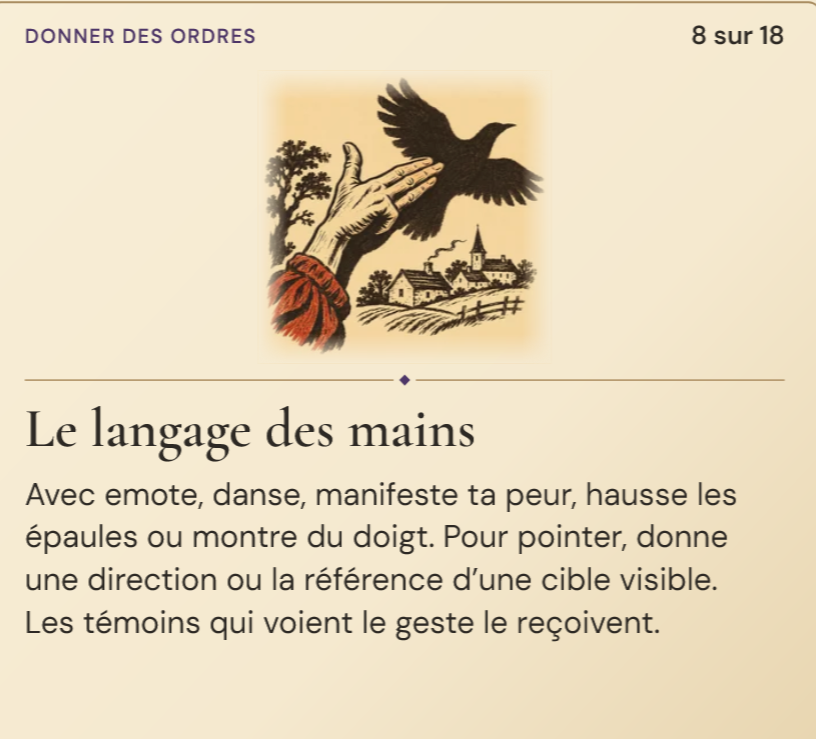 DONNER DES ORDRES
8 sur 18
Le langage des mains
Avec emote, danse, manifeste ta peur, hausse les
épaules ou montre du doigt. Pour pointer, donne
une direction ou la référence d’une cible visible.
Les témoins qui voient le geste le reçoivent.